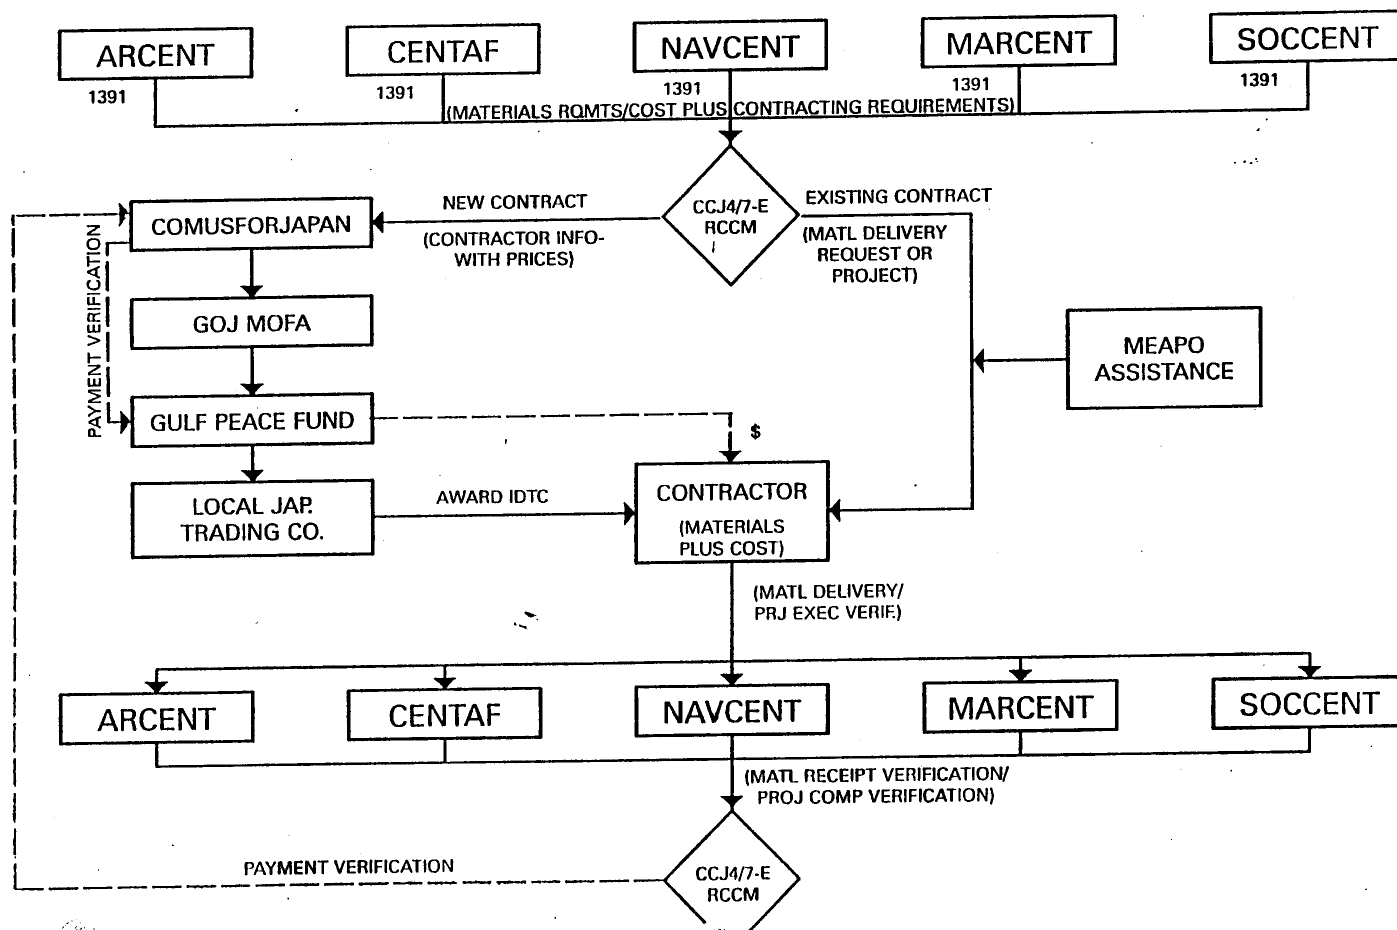 ARCENT
CENTAF
NAVCENT
MARCENT
SOCCENT
1391
1391
1391
1391
1391
(MATERIALS RQMTS/COST PLUS CONTRACTING REQUIREMENTS)
CCJ4/7-E
RCCM
NEW CONTRACT
(CONTRACTOR INFO-
WITH PRICES)
EXISTING CONTRACT
(MATL DELIVERY
REQUEST OR
PROJECT)
COMUSFORJAPAN
PAYMENT VERIFICATION
GOJ MOFA
MEAPO
ASSISTANCE
GULF PEACE FUND
$
LOCAL JAP.
TRADING CO.
AWARD IDTC
CONTRACTOR
(MATERIALS
PLUS COST)
(MATL DELIVERY/
PRJ EXEC VERIF.)
ARCENT
CENTAF
NAVCENT
MARCENT
SOCCENT
(MATL RECEIPT VERIFICATION/
PROJ COMP VERIFICATION)
PAYMENT VERIFICATION
CCJ4/7-E
RCCM